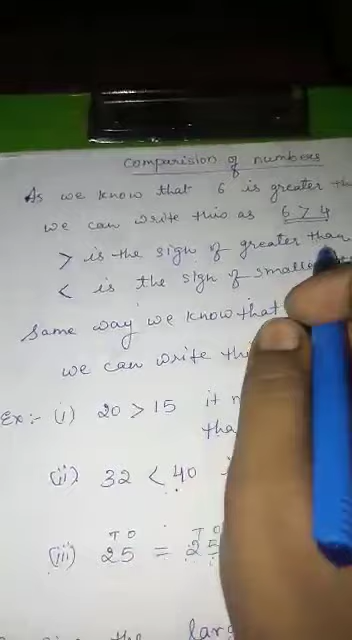 comparision of numbers
As we know that 6 is greater
we can write this as 6 > 4
> is the sign of greater than
< is the sign of
Same way we know that
we can write
Ex:- (i) 20 > 15 it
(ii) 32 < 40
T O T O
(iii) 25 = 25
the